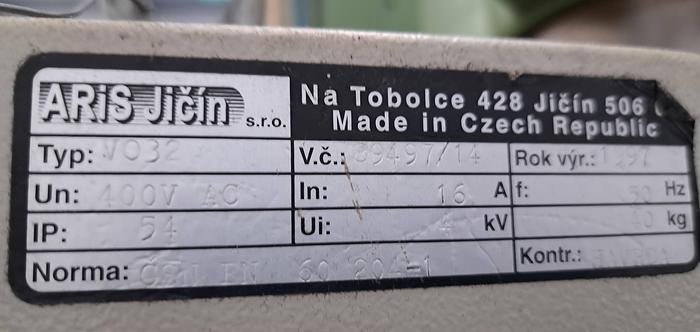 ARiS Jičín s.r.o.
Na Tobolce 428 Jičín 506
Made in Czech Republic
Typ: VO32 V.č.: 39497/14 Rok výr.:
Un: 400V AC In: 16 A f: 50 Hz
IP: 54 Ui: 4 kV 40 kg
Norma: ČSN EN 60 204-1 Kontr.: